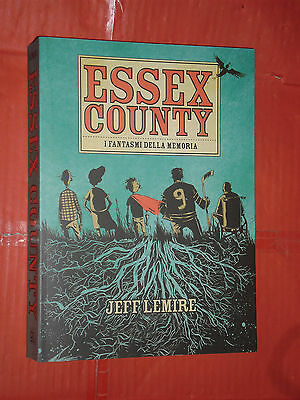 ESSEX
COUNTY
I FANTASMI DELLA MEMORIA
9
JEFF LEMIRE
ESSEX COUNTY